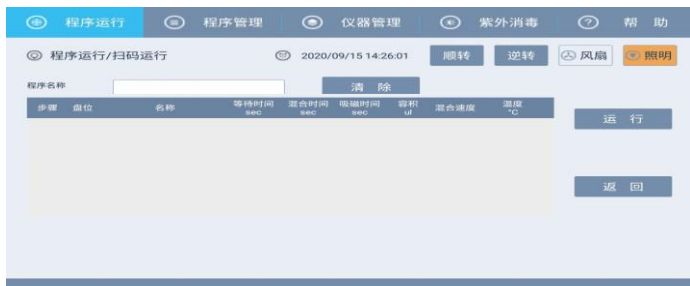 程序运行 程序管理 仪器管理 紫外消毒 帮 助
程序运行/扫码运行 2020/09/15 14:26:01 顺转 逆转 风扇 照明
程序名称 清 除
步骤 盘位 名称 等待时间 混合时间 吸磁时间 容积 混合速度 温度
sec sec sec ul °C
运 行
返 回